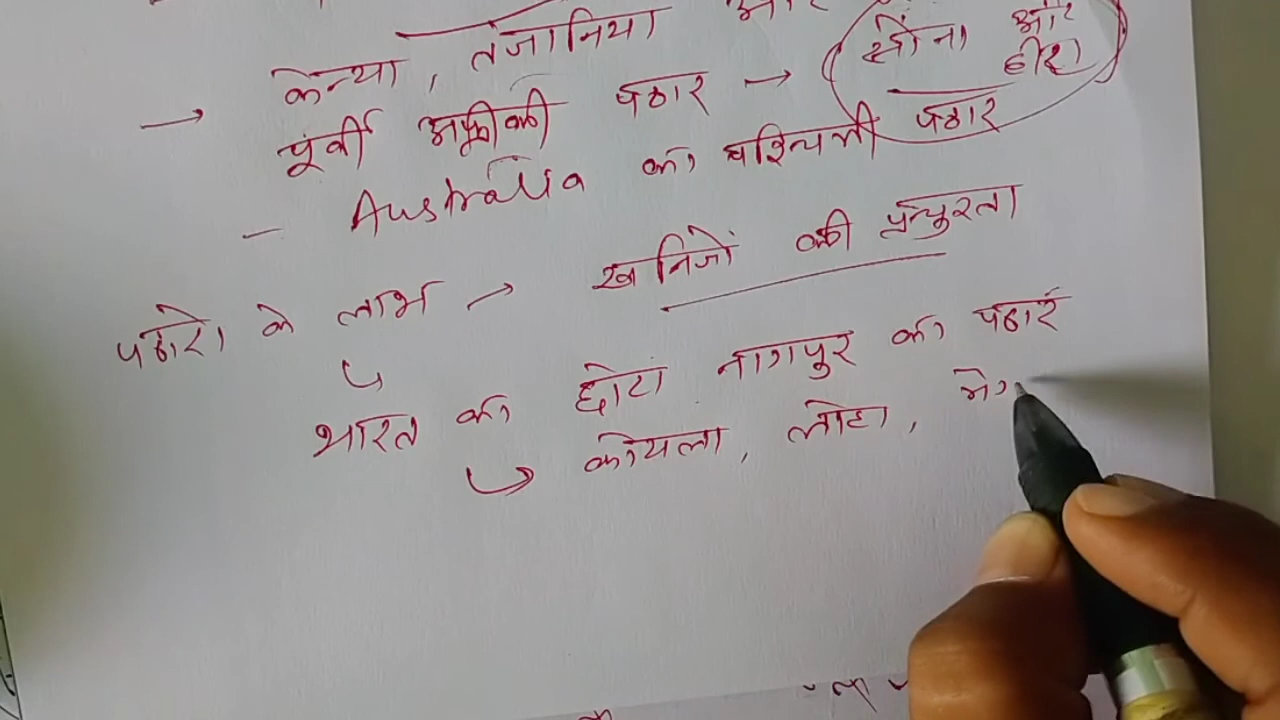 → केन्या, तंजानिया और
पूर्वी अफ्रीकी पठार → सोना और हीरा
- Australia का पश्चिमी पठार
पठारो के लाभ → खनिजों की प्रचुरता
भारत का छोटा नागपुर का पठार
कोयला, लोहा,